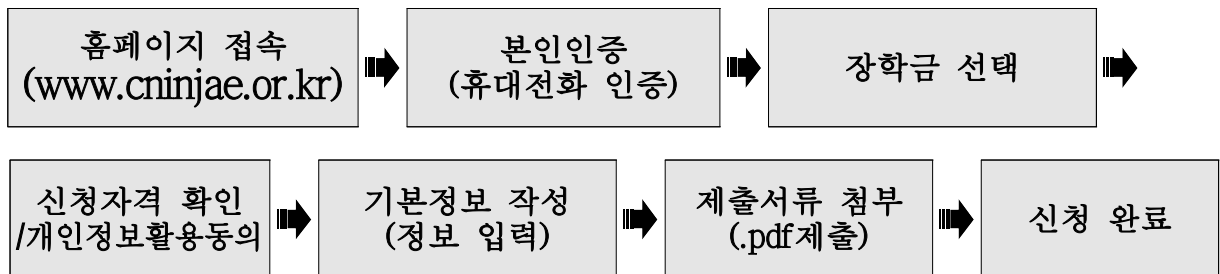 홈페이지 접속
(www.cninjae.or.kr)
본인인증
(휴대전화 인증)
장학금 선택
신청자격 확인
/개인정보활용동의
기본정보 작성
(정보 입력)
제출서류 첨부
(.pdf제출)
신청 완료